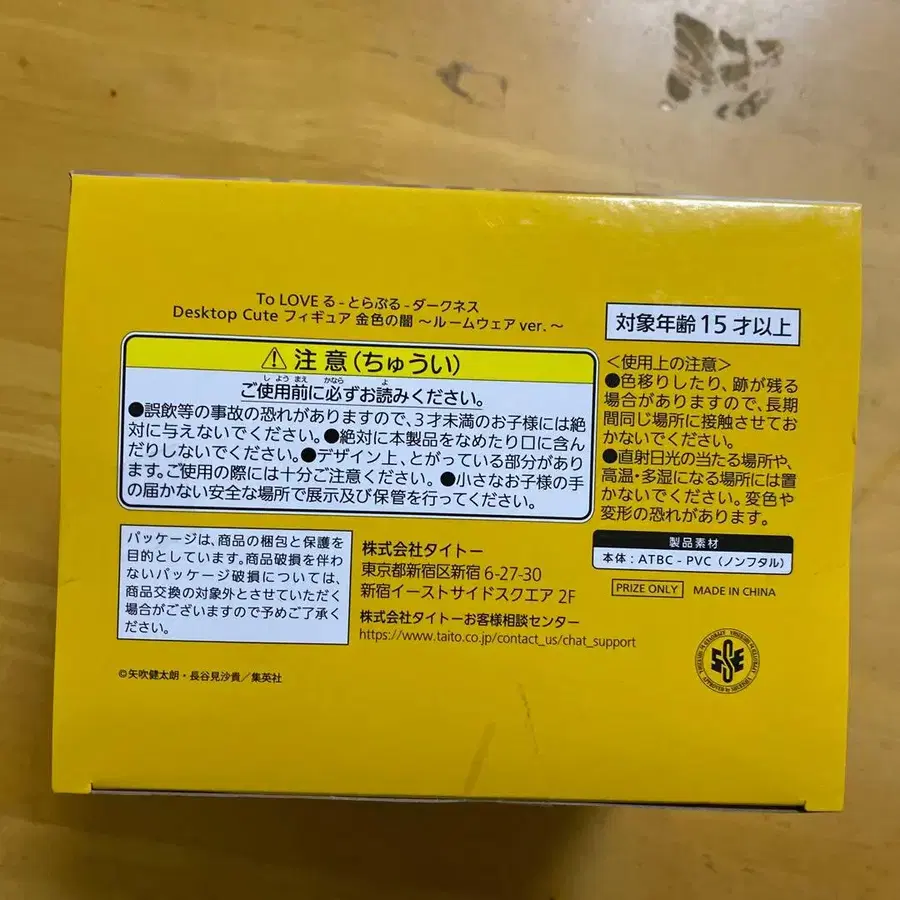 To LOVEる-とらぶる-ダークネス
Desktop Cute フィギュア 金色の闇 〜ルームウェア ver.〜
⚠ 注意(ちゅうい)
しようまえ かなら よ
ご使用前に必ずお読みください。
●誤飲等の事故の恐れがありますので、3才未満のお子様には絶
対に与えないでください。●絶対に本製品をなめたり口に含ん
だりしないでください。●デザイン上、とがっている部分があり
ます。ご使用の際には十分ご注意ください。●小さなお子様の手
の届かない安全な場所で展示及び保管を行ってください。
対象年齢15才以上
<使用上の注意>
●色移りしたり、跡が残る
場合がありますので、長期
間同じ場所に接触させてお
かないでください。
●直射日光の当たる場所や、
高温・多湿になる場所には置
かないでください。変色や
変形の恐れがあります。
パッケージは、商品の梱包と保護を
目的としています。商品破損を伴わ
ないパッケージ破損については、
商品交換の対象外とさせていただく
場合がございますので予めご了承く
ださい。
株式会社タイトー
東京都新宿区新宿 6-27-30
新宿イーストサイドスクエア 2F
株式会社タイトーお客様相談センター
https://www.taito.co.jp/contact_us/chat_support
製品素材
本体:ATBC-PVC(ノンフタル)
PRIZE ONLY MADE IN CHINA
©矢吹健太朗・長谷見沙貴/集英社